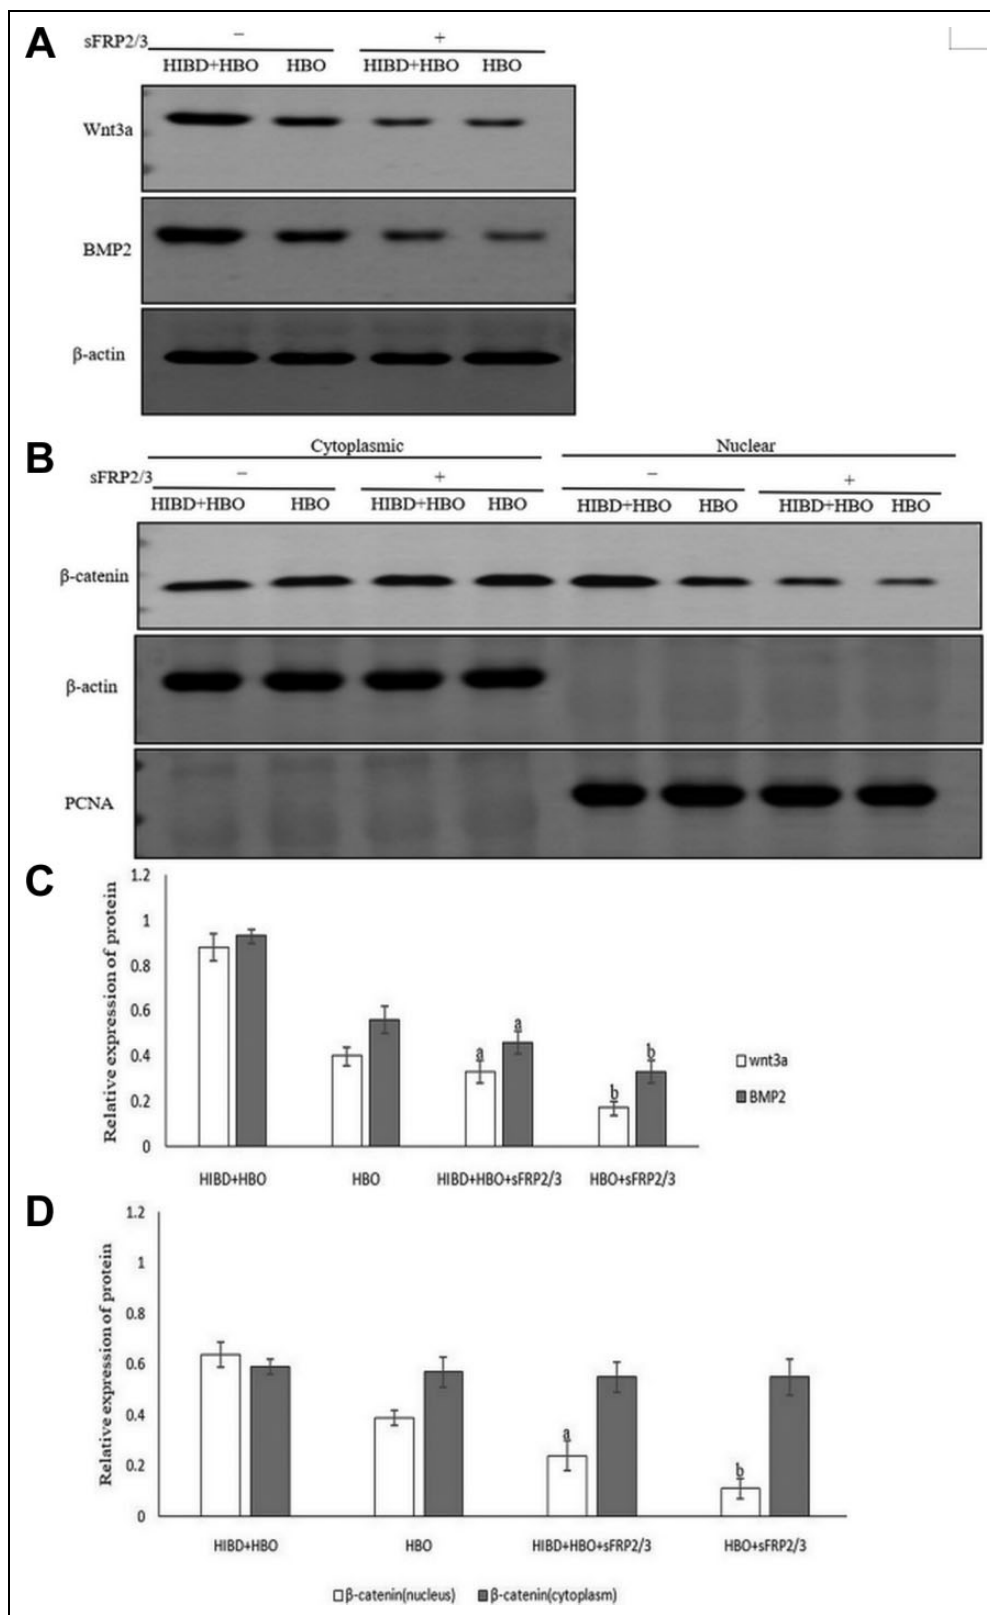 A
sFRP2/3 − +
HIBD+HBO HBO HIBD+HBO HBO
Wnt3a
BMP2
β-actin
B
Cytoplasmic Nuclear
sFRP2/3 − + − +
HIBD+HBO HBO HIBD+HBO HBO HIBD+HBO HBO HIBD+HBO HBO
β-catenin
β-actin
PCNA
C
Relative expression of protein
1.2
1
0.8
0.6
0.4
0.2
0
a a b b
HIBD+HBO HBO HIBD+HBO+sFRP2/3 HBO+sFRP2/3
wnt3a
BMP2
D
Relative expression of protein
1.2
1
0.8
0.6
0.4
0.2
0
a b
HIBD+HBO HBO HIBD+HBO+sFRP2/3 HBO+sFRP2/3
β-catenin(nucleus) β-catenin(cytoplasm)